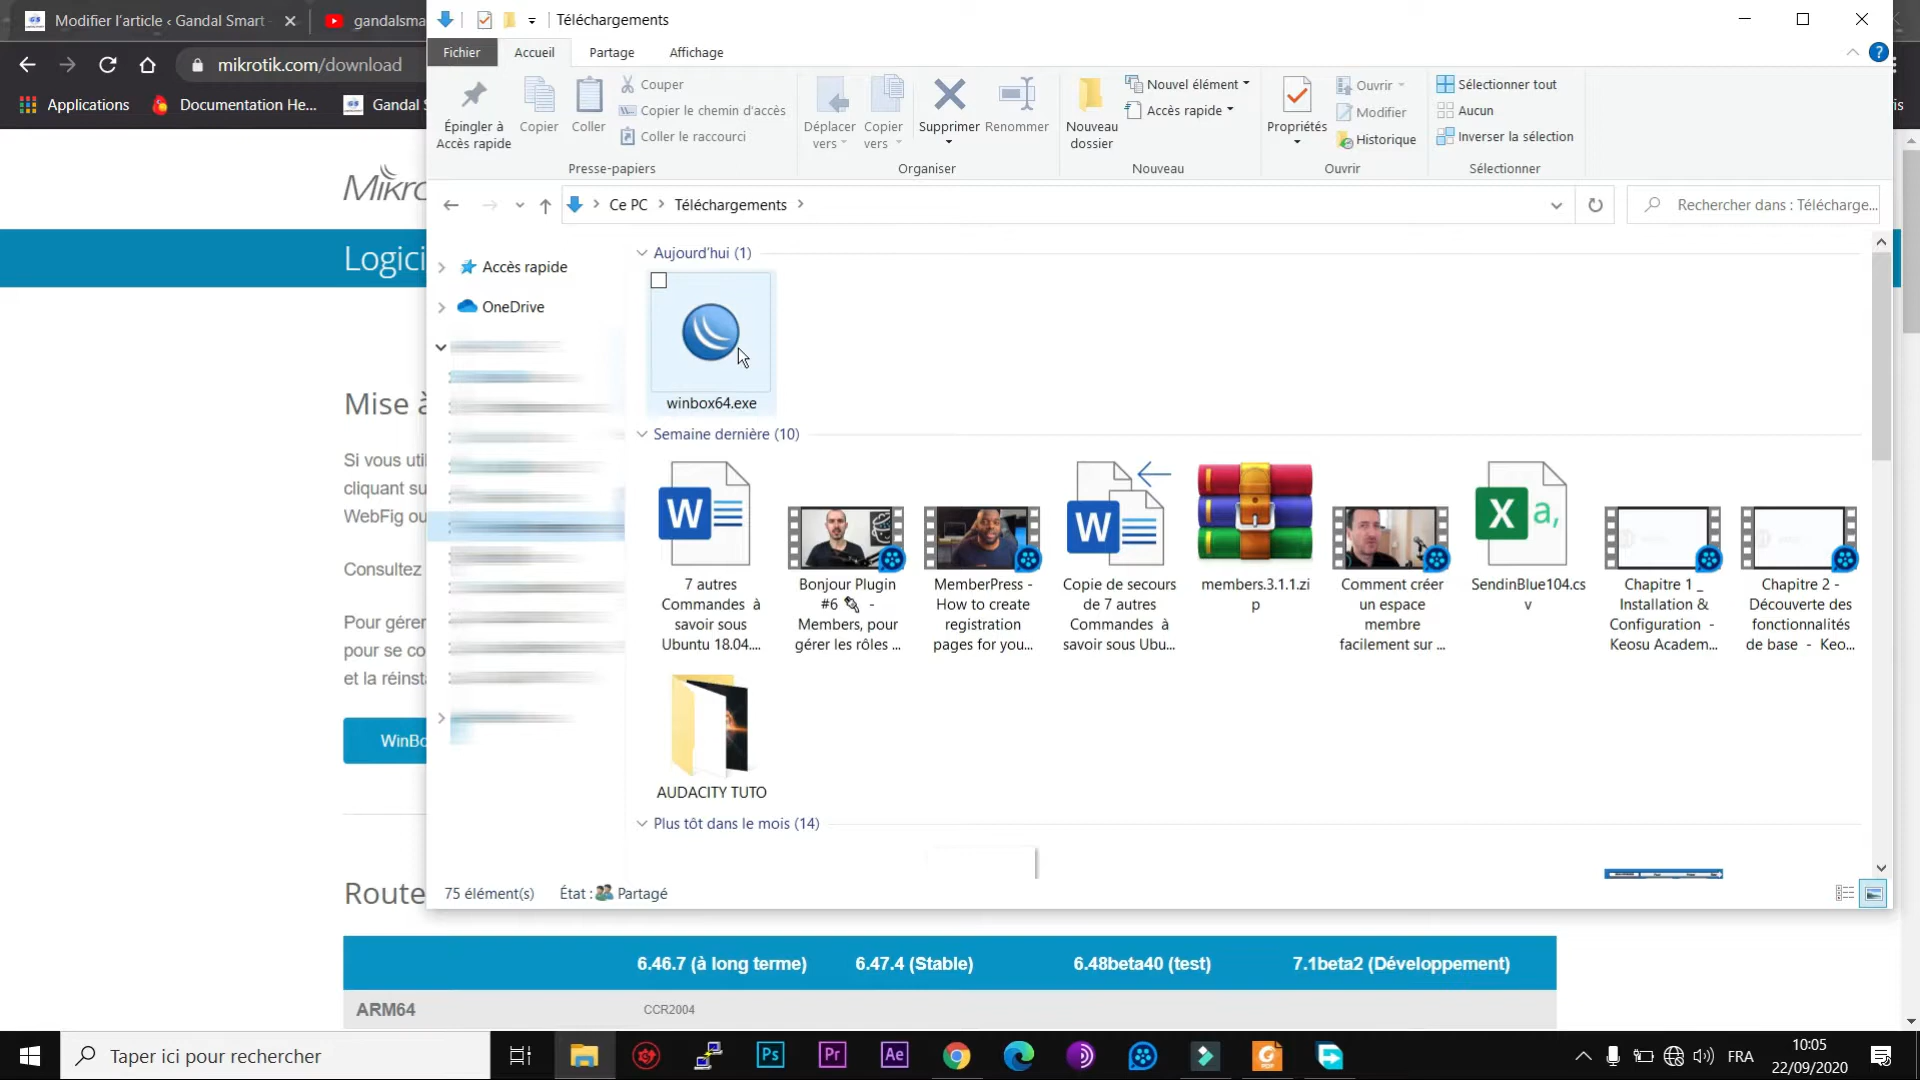 Modifier l'article ‹ Gandal Smart
gandalsma
Téléchargements
mikrotik.com/download
Fichier
Accueil
Partage
Affichage
Applications
Documentation He...
Gandal S
is
Épingler à
Accès rapide
Copier
Coller
Couper
Copier le chemin d'accès
Coller le raccourci
Presse-papiers
Déplacer
vers
Copier
vers
Supprimer
Renommer
Organiser
Nouveau
dossier
Nouvel élément
Accès rapide
Nouveau
Propriétés
Ouvrir
Modifier
Historique
Ouvrir
Sélectionner tout
Aucun
Inverser la sélection
Sélectionner
Ce PC
Téléchargements
Rechercher dans : Télécharge...
Accès rapide
OneDrive
Aujourd'hui (1)
winbox64.exe
Semaine dernière (10)
7 autres
Commandes à
savoir sous
Ubuntu 18.04....
Bonjour Plugin
#6 -
Members, pour
gérer les rôles ...
MemberPress -
How to create
registration
pages for you...
Copie de secours
de 7 autres
Commandes à
savoir sous Ubu...
members.3.1.1.zi
p
Comment créer
un espace
membre
facilement sur ...
SendinBlue104.cs
v
Chapitre 1 _
Installation &
Configuration -
Keosu Academ...
Chapitre 2 -
Découverte des
fonctionnalités
de base - Keo...
AUDACITY TUTO
Plus tôt dans le mois (14)
75 élément(s)
État : Partagé
Mikro
Logici
Mise à
Si vous uti
cliquant su
WebFig ou
Consultez
Pour gérer
pour se co
et la réinst
WinBo
Route
6.46.7 (à long terme)
6.47.4 (Stable)
6.48beta40 (test)
7.1beta2 (Développement)
ARM64
CCR2004
Taper ici pour rechercher
Ps
Pr
Ae
FRA
10:05
22/09/2020